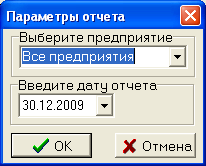 Параметры отчета
Выберите предприятие
Все предприятия
Введите дату отчета
30.12.2009
OK
Отмена